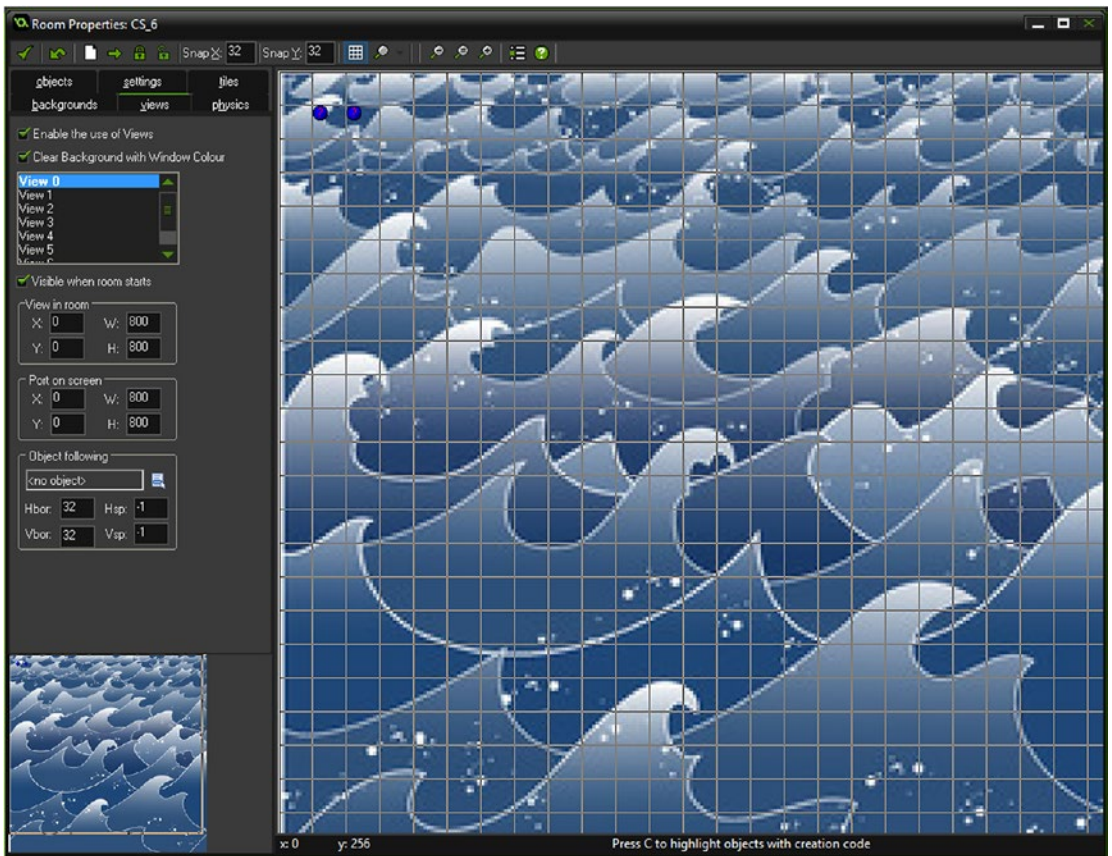 Room Properties: CS_6
Snap X: 32 Snap Y: 32
objects settings tiles
backgrounds views physics
Enable the use of Views
Clear Background with Window Colour
View 0
View 1
View 2
View 3
View 4
View 5
Visible when room starts
View in room
X: 0 W: 800
Y: 0 H: 800
Port on screen
X: 0 W: 800
Y: 0 H: 800
Object following
<no object>
Hbor: 32 Hsp: -1
Vbor: 32 Vsp: -1
x: 0 y: 256 Press C to highlight objects with creation code